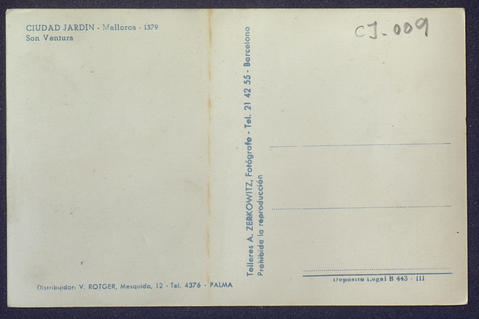 CIUDAD JARDIN - Mallorca - 1379
Son Ventura
CJ-009
Talleres A. ZERKOWITZ, Fotógrafo - Tel. 21 42 55 - Barcelona
Prohibida la reproducción
Depósito Legal B 443 - III
Distribuidor: V. ROTGER, Mesquida, 12 - Tel. 4376 - PALMA